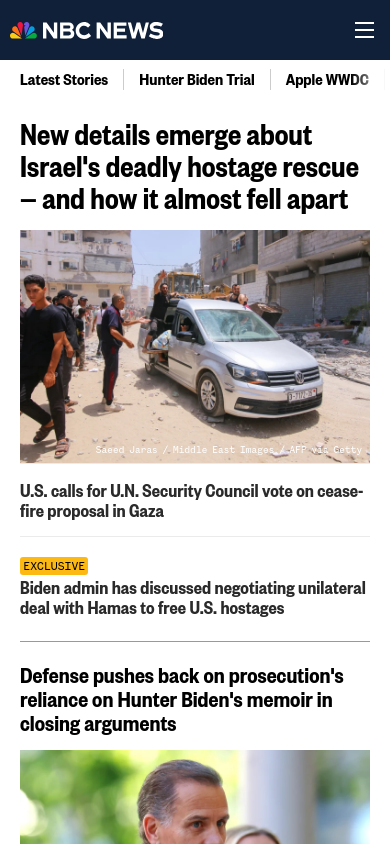 NBC NEWS
Latest Stories
Hunter Biden Trial
Apple WWDC
New details emerge about
Israel's deadly hostage rescue
– and how it almost fell apart
Saeed Jaras / Middle East Images / AFP via Getty
U.S. calls for U.N. Security Council vote on cease-
fire proposal in Gaza
EXCLUSIVE
Biden admin has discussed negotiating unilateral
deal with Hamas to free U.S. hostages
Defense pushes back on prosecution's
reliance on Hunter Biden's memoir in
closing arguments